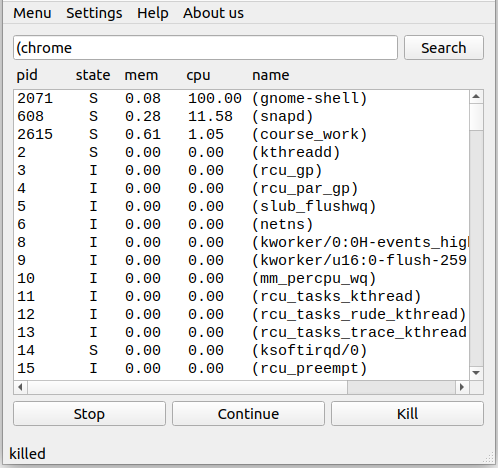 Menu Settings Help About us
(chrome Search
pid state mem cpu name
2071 S 0.08 100.00 (gnome-shell)
608 S 0.28 11.58 (snapd)
2615 S 0.61 1.05 (course_work)
2 S 0.00 0.00 (kthreadd)
3 I 0.00 0.00 (rcu_gp)
4 I 0.00 0.00 (rcu_par_gp)
5 I 0.00 0.00 (slub_flushwq)
6 I 0.00 0.00 (netns)
8 I 0.00 0.00 (kworker/0:0H-events_hig
9 I 0.00 0.00 (kworker/u16:0-flush-259
10 I 0.00 0.00 (mm_percpu_wq)
11 I 0.00 0.00 (rcu_tasks_kthread)
12 I 0.00 0.00 (rcu_tasks_rude_kthread)
13 I 0.00 0.00 (rcu_tasks_trace_kthread
14 S 0.00 0.00 (ksoftirqd/0)
15 I 0.00 0.00 (rcu_preempt)
Stop Continue Kill
killed